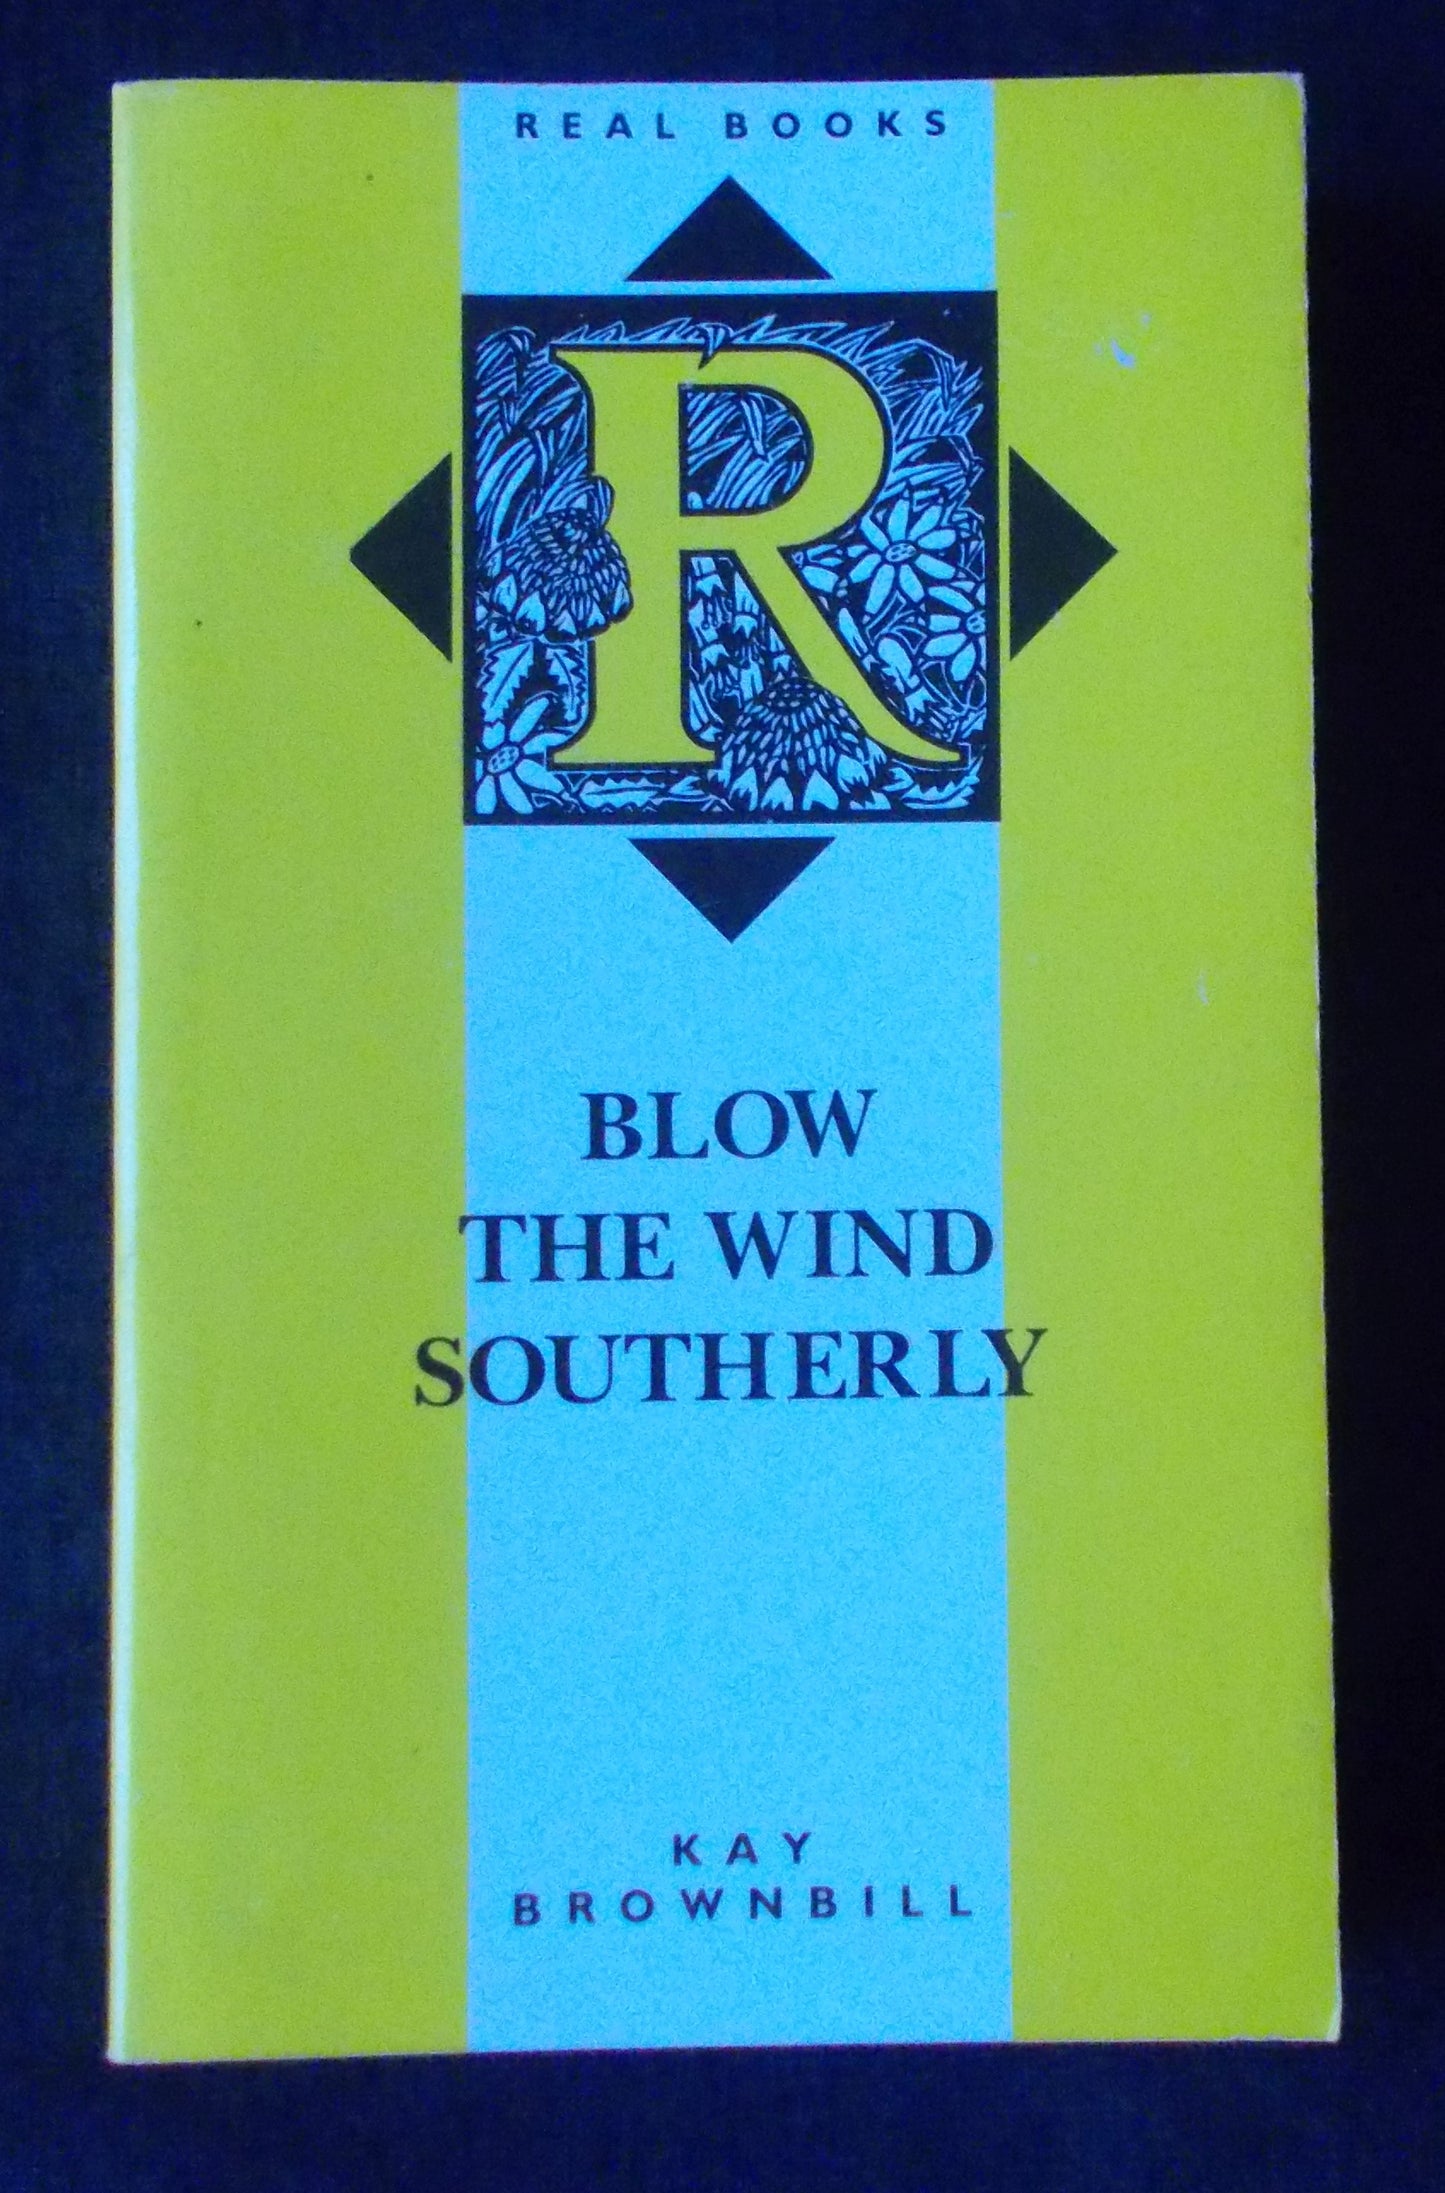 REAL BOOKS
R
BLOW
THE WIND
SOUTHERLY
KAY
BROWNBILL